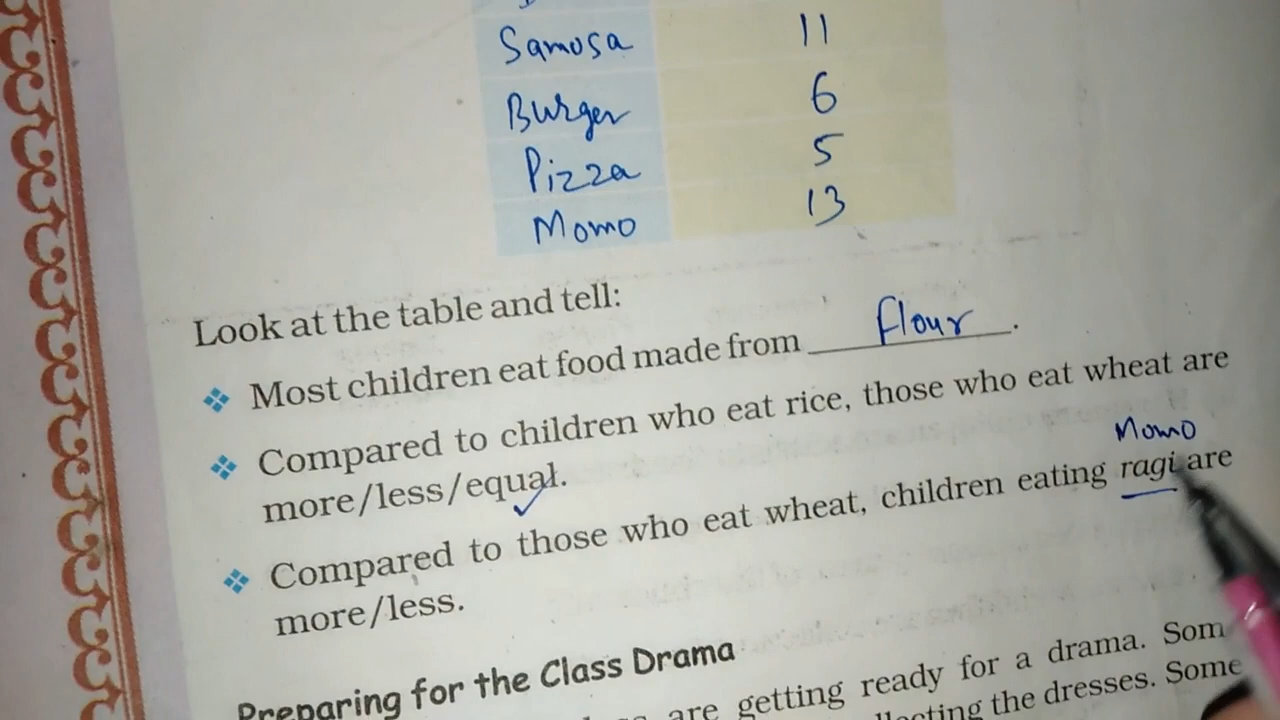 Samosa 11
Burger 6
Pizza 5
Momo 13
Look at the table and tell:
❖ Most children eat food made from flour.
❖ Compared to children who eat rice, those who eat wheat are
more/less/equal.
Momo
❖ Compared to those who eat wheat, children eating ragi are
more/less.
Preparing for the Class Drama
are getting ready for a drama. Som
the dresses. Some